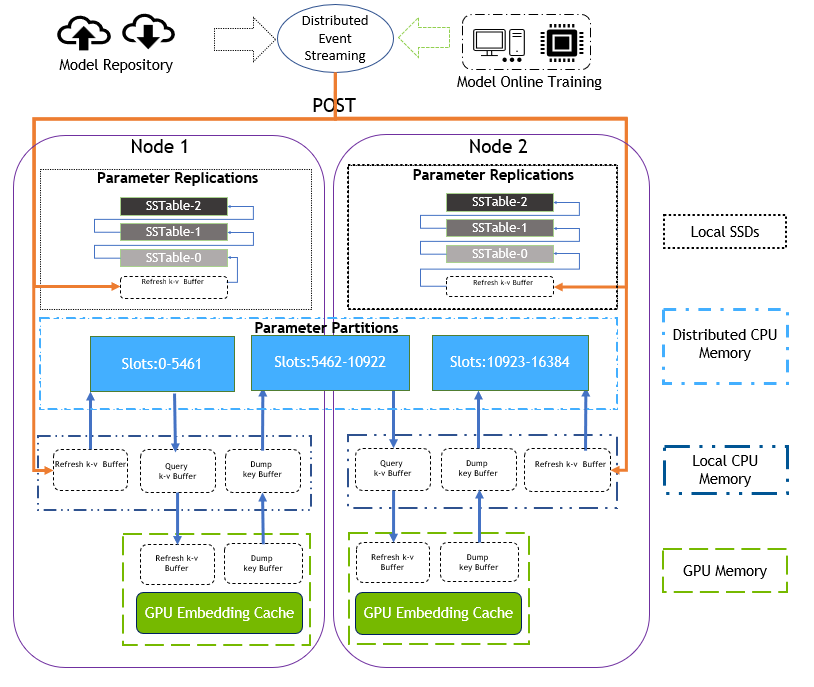 Distributed
Event
Streaming
Model Repository
Model Online Training
POST
Node 1
Parameter Replications
SSTable-2
SSTable-1
SSTable-0
Refresh k-v Buffer
Node 2
Parameter Replications
SSTable-2
SSTable-1
SSTable-0
Refresh k-v Buffer
Parameter Partitions
Slots:0-5461
Slots:5462-10922
Slots:10923-16384
Refresh k-v Buffer
Query
k-v Buffer
Dump
key Buffer
Query
k-v Buffer
Dump
key Buffer
Refresh k-v Buffer
Refresh k-v
Buffer
Dump
key Buffer
GPU Embedding Cache
Refresh k-v
Buffer
Dump
key Buffer
GPU Embedding Cache
Local SSDs
Distributed CPU
Memory
Local CPU
Memory
GPU Memory